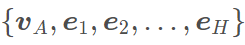 {𝒗_A, 𝒆_1, 𝒆_2, . . . , 𝒆_H}